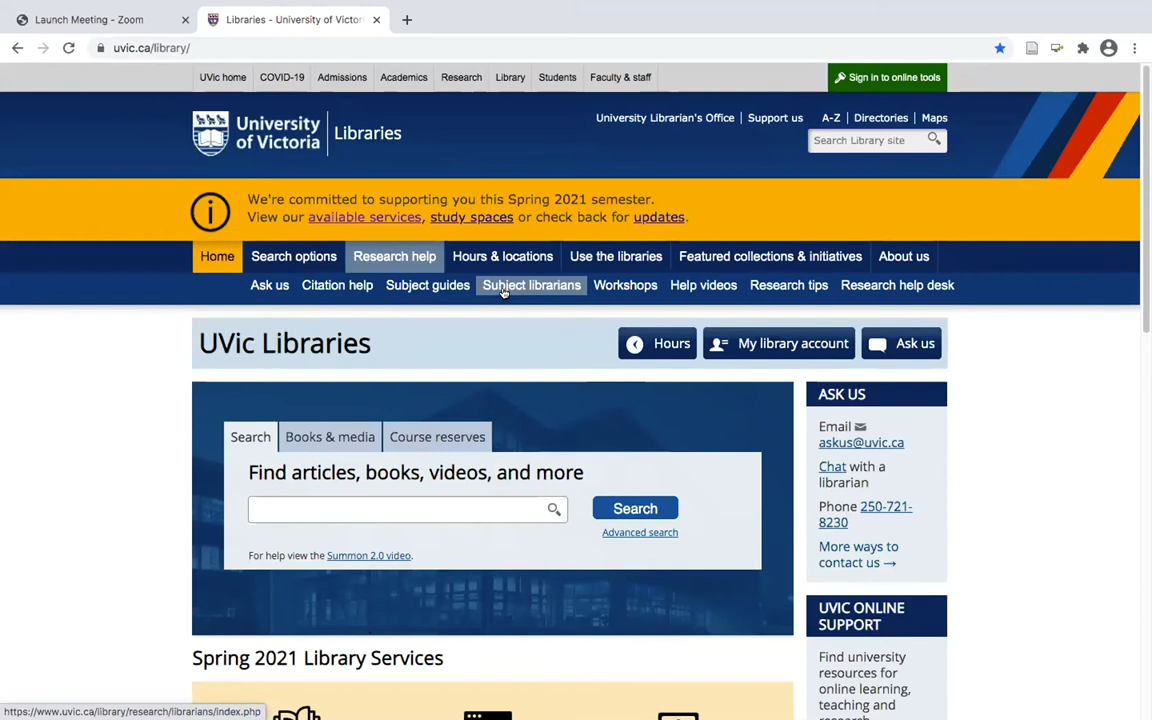 Launch Meeting - Zoom
Libraries - University of Victor
uvic.ca/library/
UVic home COVID-19 Admissions Academics Research Library Students Faculty & staff Sign in to online tools
University of Victoria Libraries
University Librarian's Office Support us A-Z Directories Maps
Search Library site
We're committed to supporting you this Spring 2021 semester.
View our available services, study spaces or check back for updates.
Home Search options Research help Hours & locations Use the libraries Featured collections & initiatives About us
Ask us Citation help Subject guides Subject librarians Workshops Help videos Research tips Research help desk
UVic Libraries Hours My library account Ask us
Search Books & media Course reserves
Find articles, books, videos, and more
Search
Advanced search
For help view the Summon 2.0 video.
ASK US
Email
askus@uvic.ca
Chat with a
librarian
Phone 250-721-
8230
More ways to
contact us →
UVIC ONLINE
SUPPORT
Find university
resources for
online learning,
teaching, and
Spring 2021 Library Services
https://www.uvic.ca/library/research/librarians/index.php